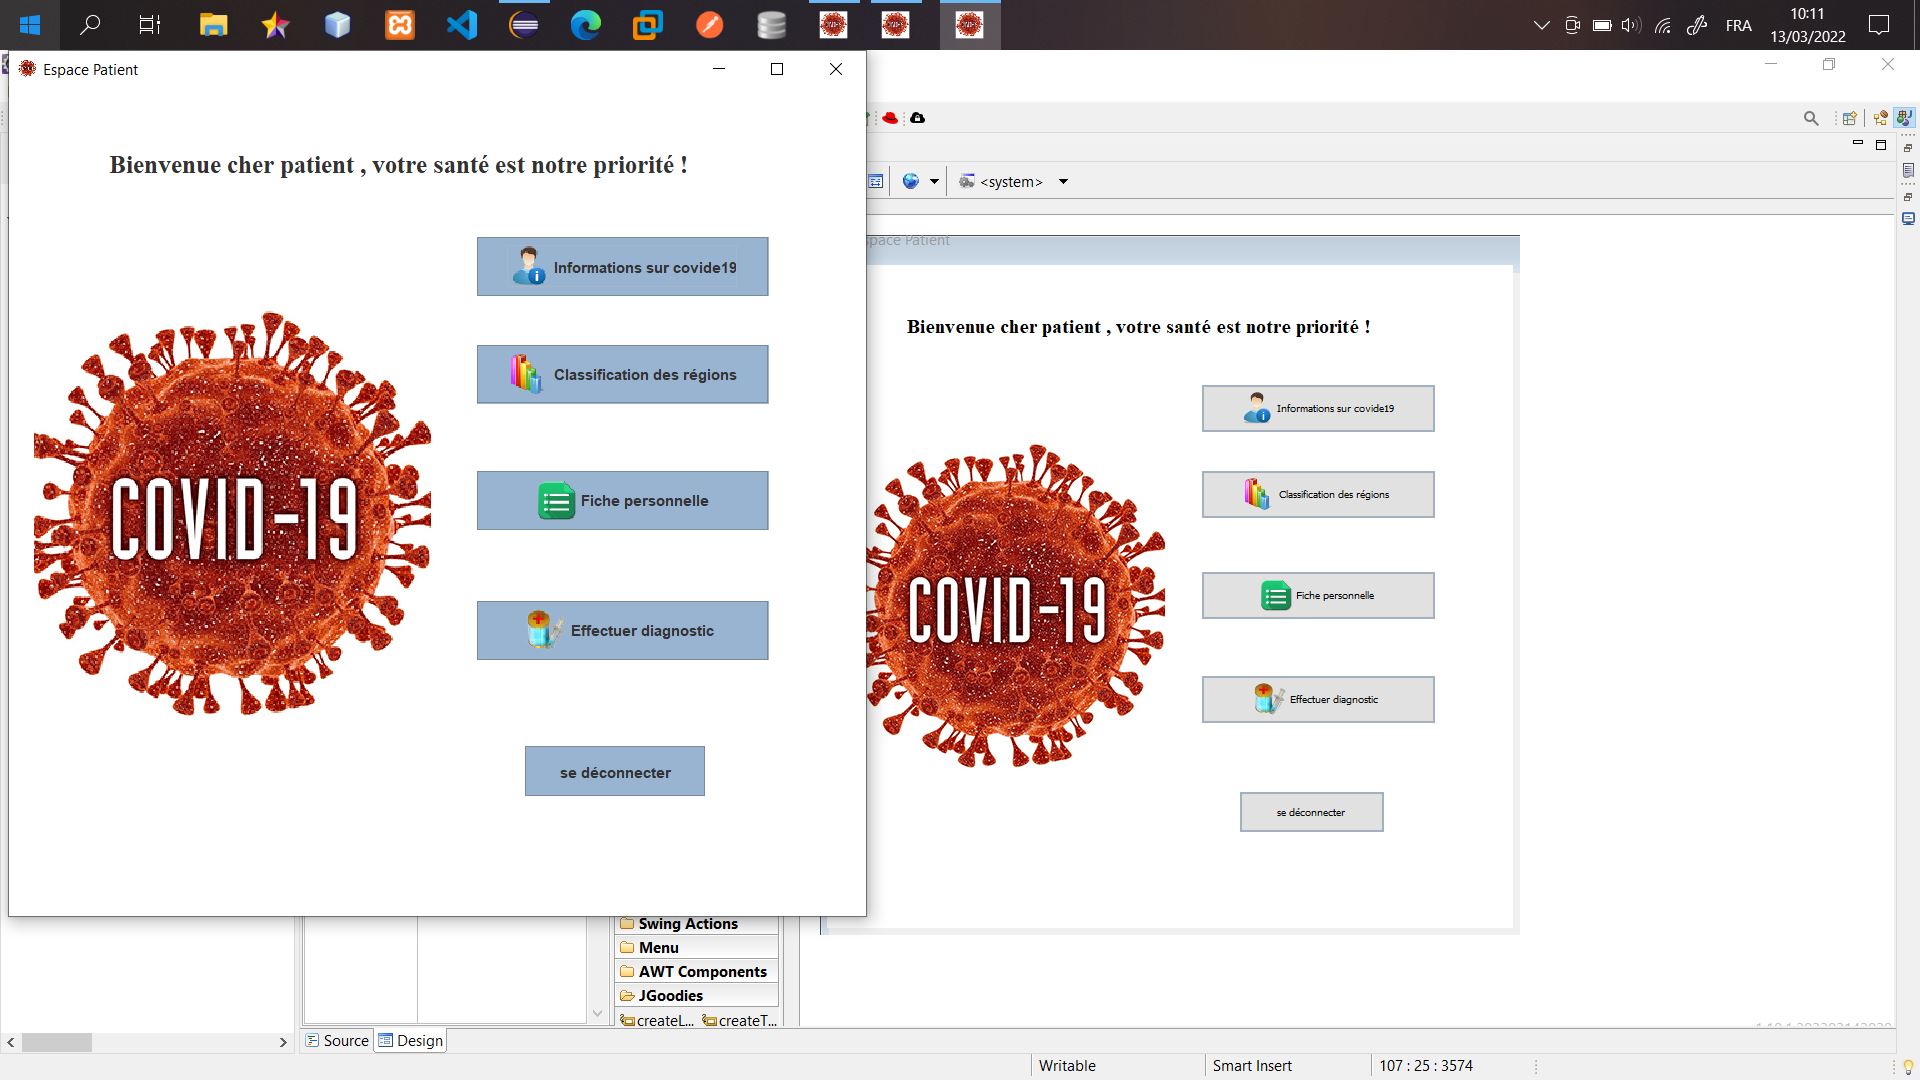 FRA
10:11
13/03/2022
Espace Patient
Bienvenue cher patient , votre santé est notre priorité !
Informations sur covide19
Classification des régions
COVID-19
Fiche personnelle
Effectuer diagnostic
se déconnecter
<system>
space Patient
Bienvenue cher patient , votre santé est notre priorité !
Informations sur covide19
Classification des régions
COVID-19
Fiche personnelle
Effectuer diagnostic
se déconnecter
Swing Actions
Menu
AWT Components
JGoodies
createL... createT...
Source Design
Writable Smart Insert 107 : 25 : 3574